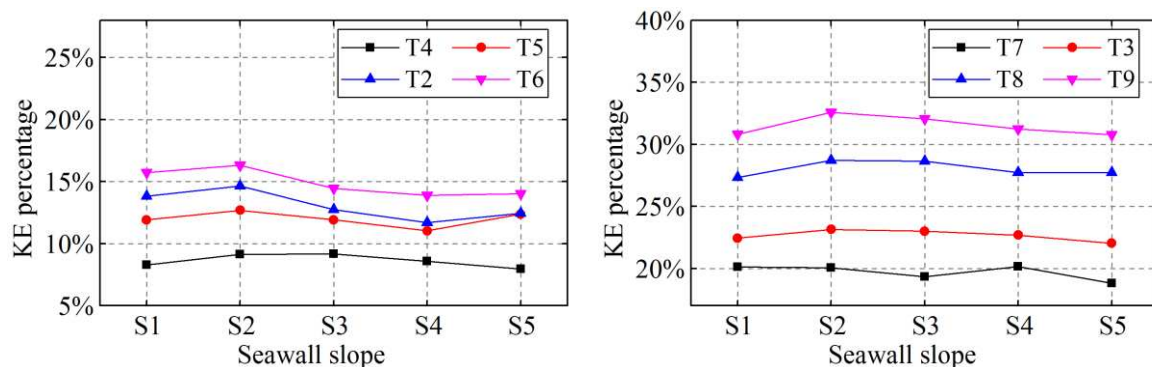 KE percentage
25%
20%
15%
10%
5%
T4 T5
T2 T6
S1 S2 S3 S4 S5
Seawall slope
KE percentage
40%
35%
30%
25%
20%
T7 T3
T8 T9
S1 S2 S3 S4 S5
Seawall slope